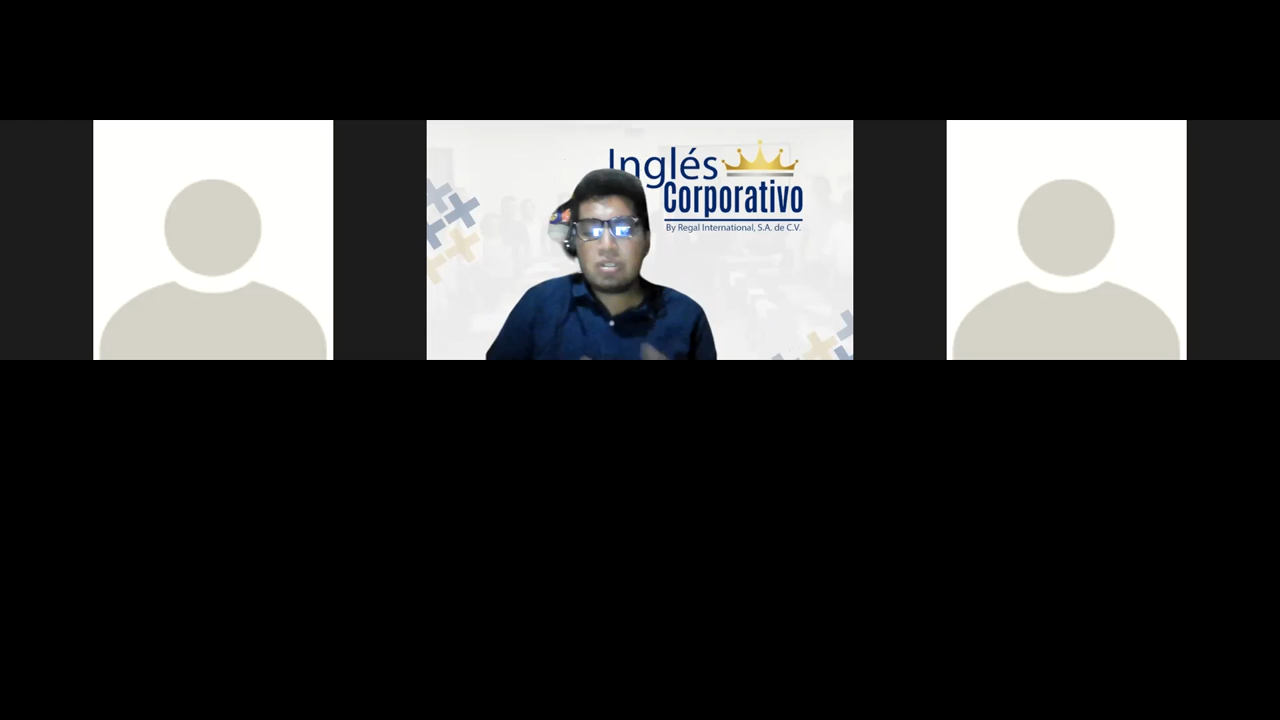 Inglés
Corporativo
By Regal International, S.A. de C.V.